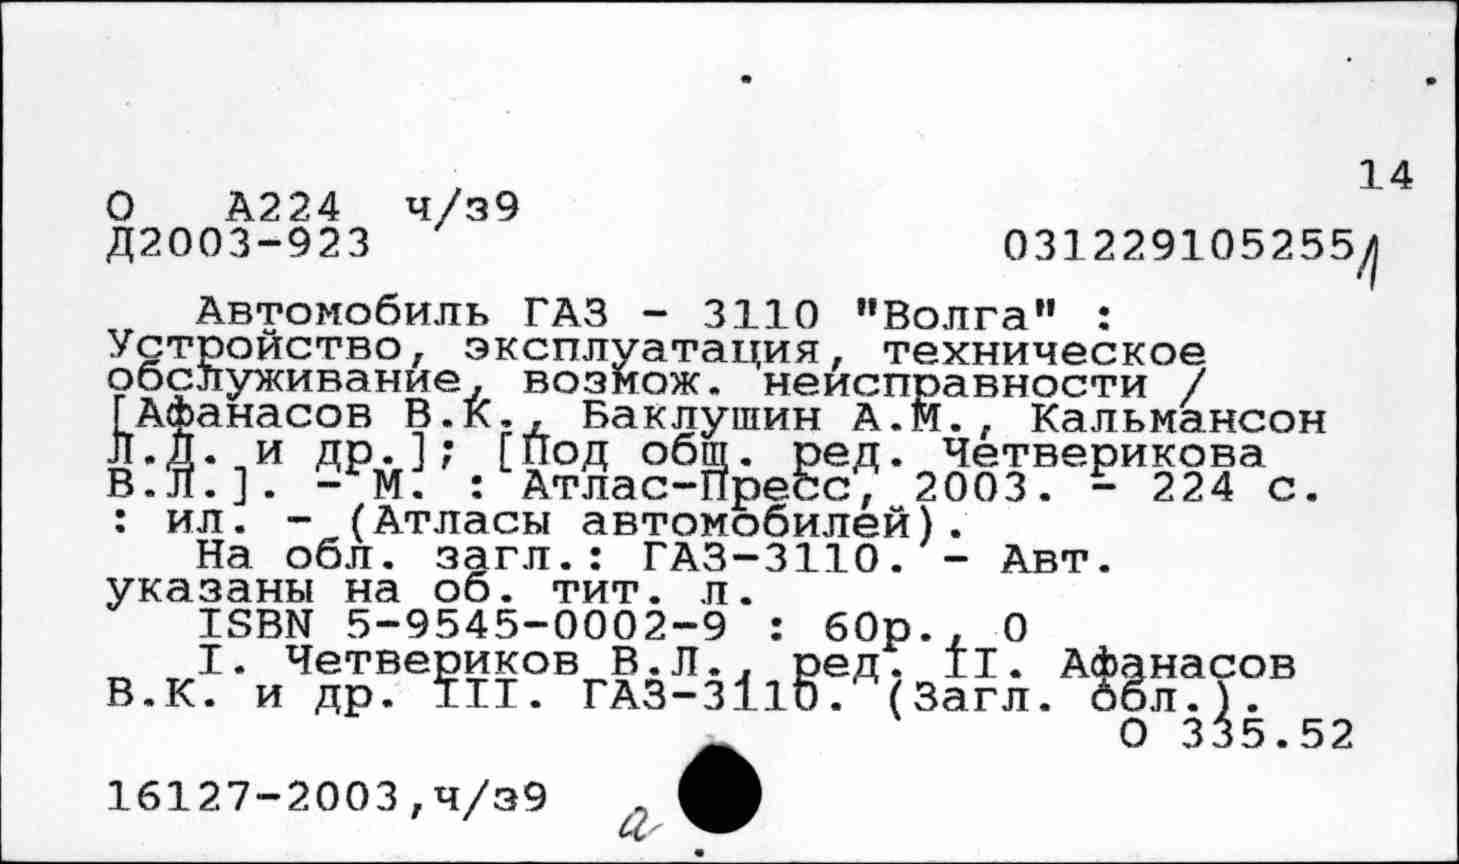 14
О А224 ч/з9
Д2003-923 031229105255
Автомобиль ГАЗ - 3110 "Волга" :
Устройство, эксплуатация, техническое
обслуживание, возмож. неисправности /
[Афанасов В.К., Баклушин А.М., Кальмансон
Л.Д. и др.]; [Под общ. ред. Четверикова
В.Л.]. - М. : Атлас-Пресс, 2003. - 224 с.
: ил. - (Атласы автомобилей).
На обл. загл.: ГАЗ-3110. - Авт.
указаны на об. тит. л.
ISBN 5-9545-0002-9 : 60р., 0
I. Четвериков В.Л., ред. II. Афанасов
В.К. и др. III. ГАЗ-3110. (Загл. обл.).
О 335.52
16127-2003,ч/з9
а